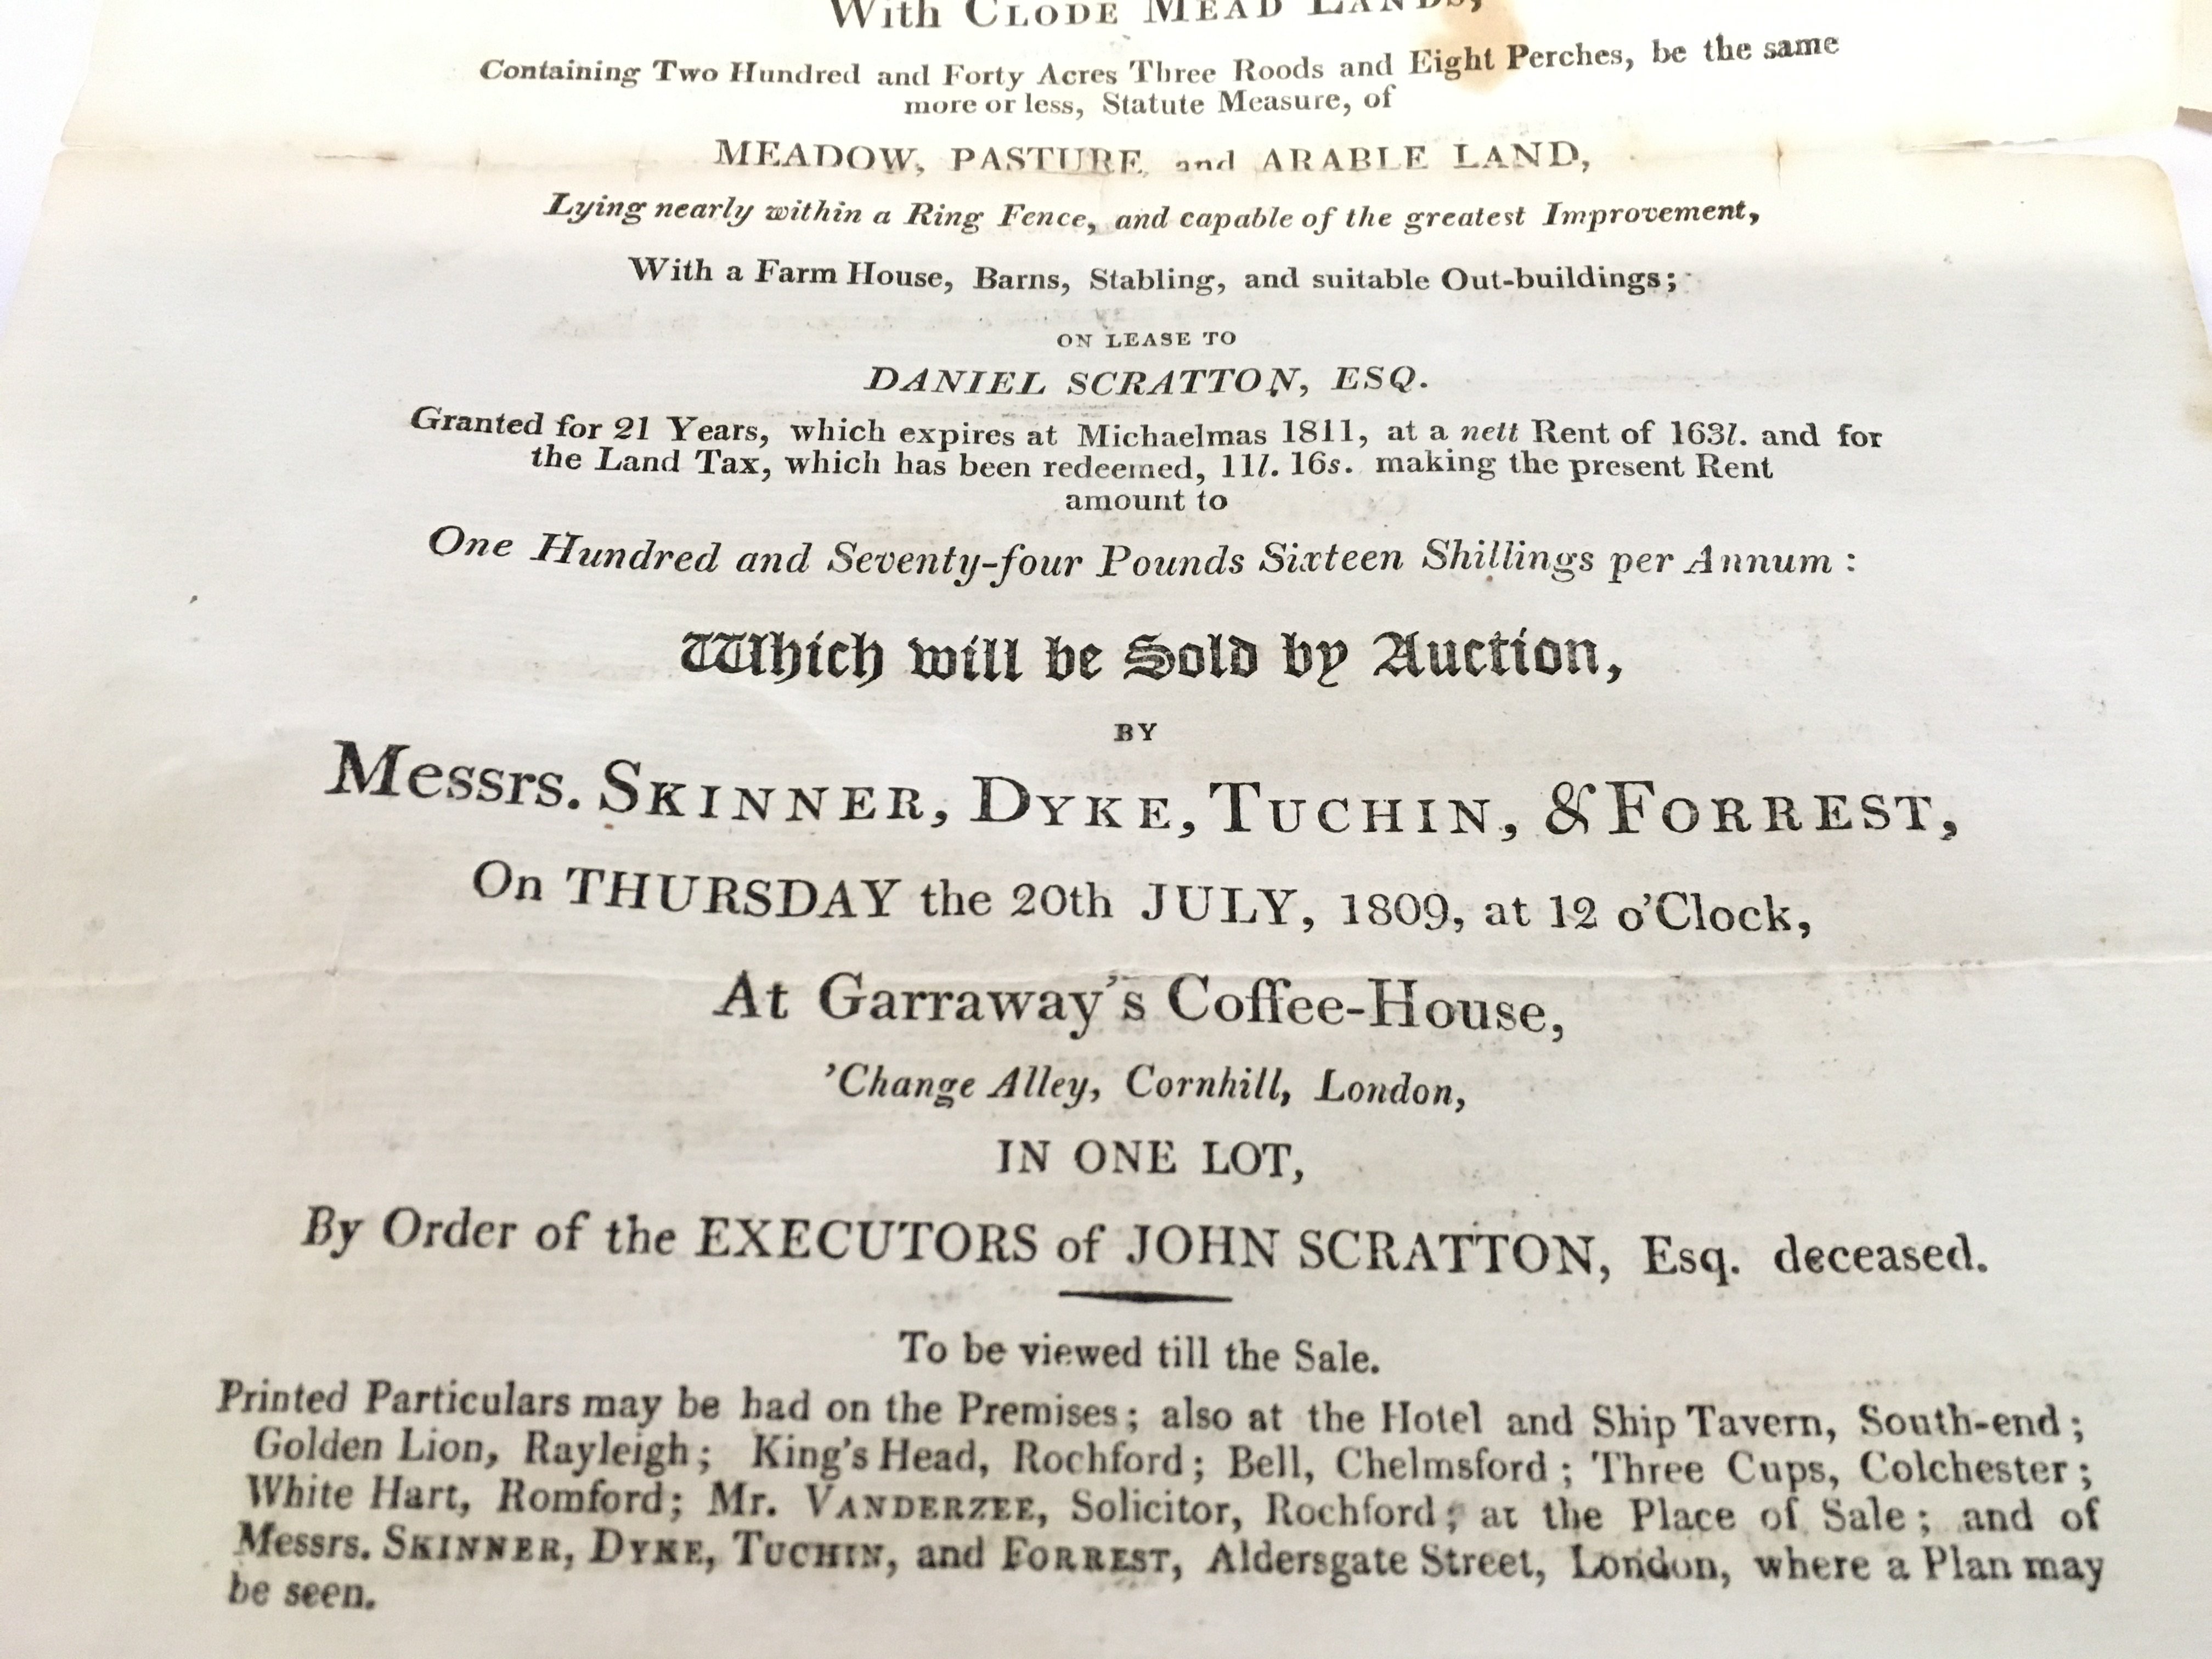 With CLODE MEAD LANDS,
Containing Two Hundred and Forty Acres Three Roods and Eight Perches, be the same
more or less, Statute Measure, of
MEADOW, PASTURE, and ARABLE LAND,
Lying nearly within a Ring Fence, and capable of the greatest Improvement,
With a Farm House, Barns, Stabling, and suitable Out-buildings;
ON LEASE TO
DANIEL SCRATTON, ESQ.
Granted for 21 Years, which expires at Michaelmas 1811, at a nett Rent of 163l. and for
the Land Tax, which has been redeemed, 11l. 16s. making the present Rent
amount to
One Hundred and Seventy-four Pounds Sixteen Shillings per Annum :
Which will be Sold by Auction,
BY
Messrs. SKINNER, DYKE, TUCHIN, & FORREST,
On THURSDAY the 20th JULY, 1809, at 12 o'Clock,
At Garraway's Coffee-House,
'Change Alley, Cornhill, London,
IN ONE LOT,
By Order of the EXECUTORS of JOHN SCRATTON, Esq. deceased.
To be viewed till the Sale.
Printed Particulars may be had on the Premises; also at the Hotel and Ship Tavern, South-end;
Golden Lion, Rayleigh; King's Head, Rochford; Bell, Chelmsford; Three Cups, Colchester;
White Hart, Romford; Mr. VANDERZEE, Solicitor, Rochford; at the Place of Sale; and of
Messrs. SKINNER, DYKE, TUCHIN, and FORREST, Aldersgate Street, London, where a Plan may
be seen.